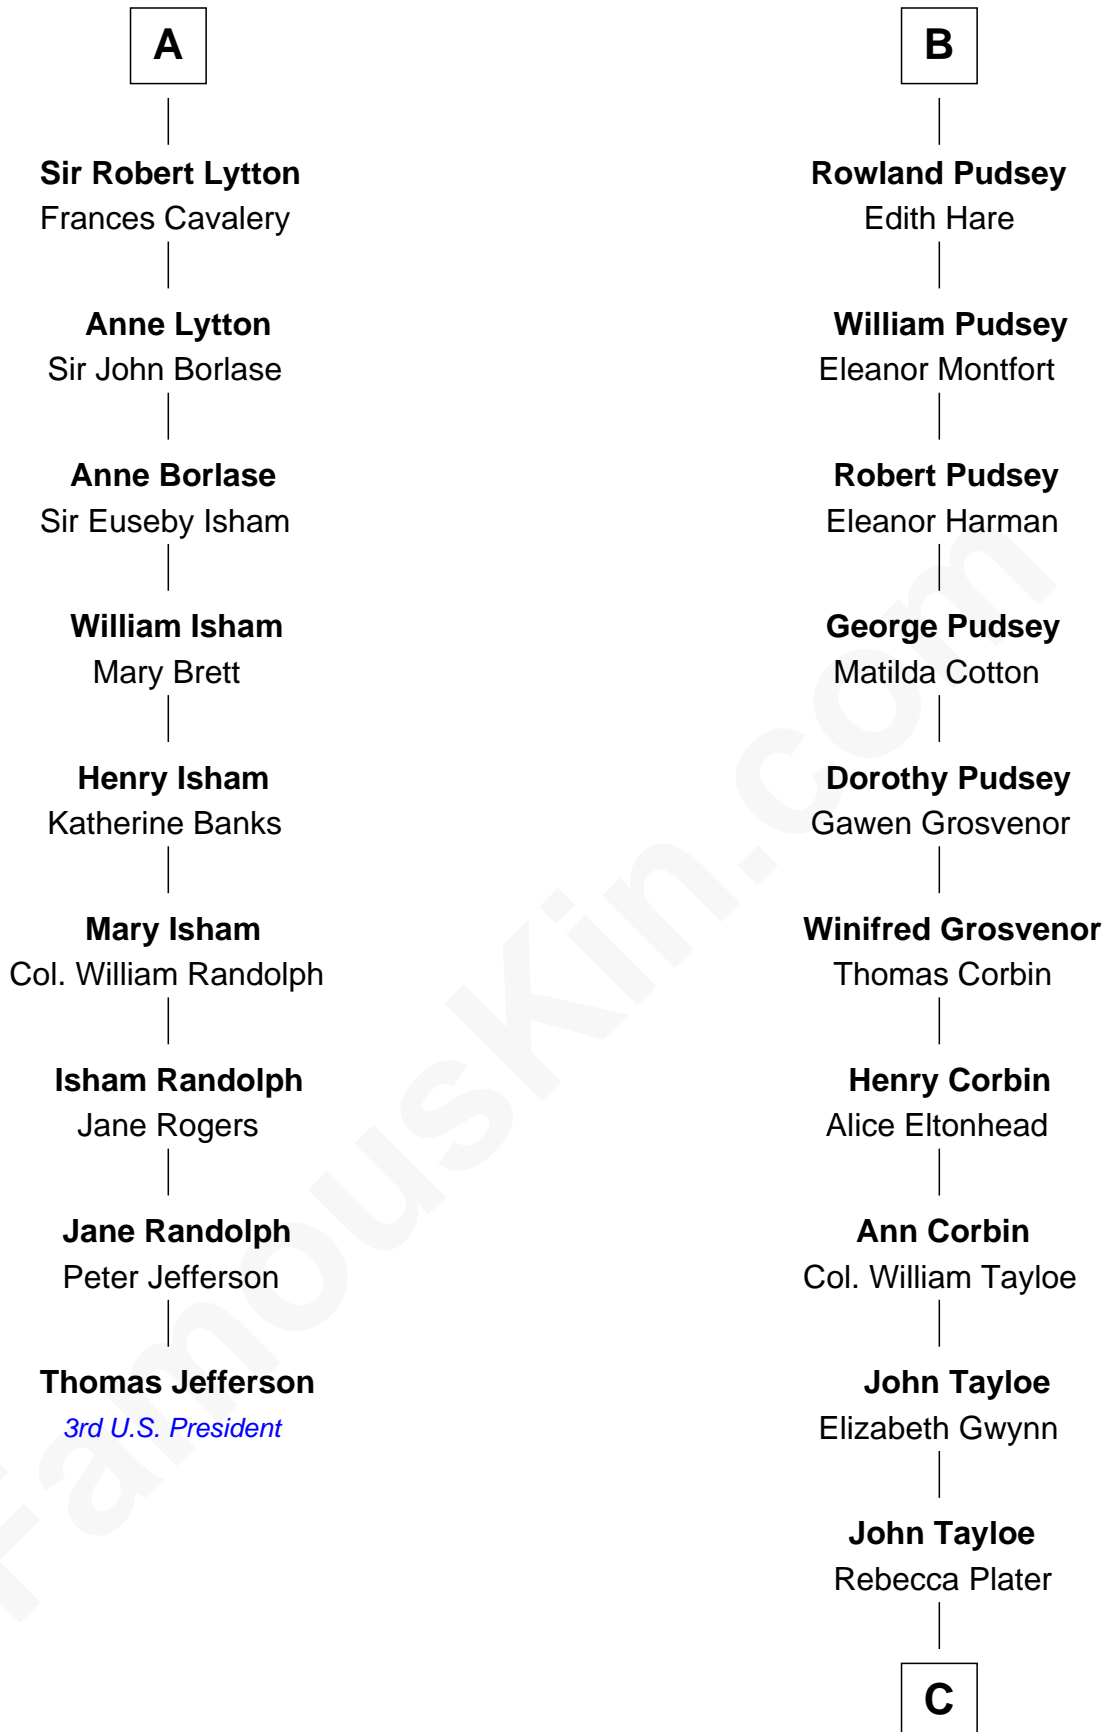 A
Sir Robert Lytton
Frances Cavalery
Anne Lytton
Sir John Borlase
Anne Borlase
Sir Euseby Isham
William Isham
Mary Brett
Henry Isham
Katherine Banks
Mary Isham
Col. William Randolph
Isham Randolph
Jane Rogers
Jane Randolph
Peter Jefferson
Thomas Jefferson
3rd U.S. President
B
Rowland Pudsey
Edith Hare
William Pudsey
Eleanor Montfort
Robert Pudsey
Eleanor Harman
George Pudsey
Matilda Cotton
Dorothy Pudsey
Gawen Grosvenor
Winifred Grosvenor
Thomas Corbin
Henry Corbin
Alice Eltonhead
Ann Corbin
Col. William Tayloe
John Tayloe
Elizabeth Gwynn
John Tayloe
Rebecca Plater
C
FamousKin.com